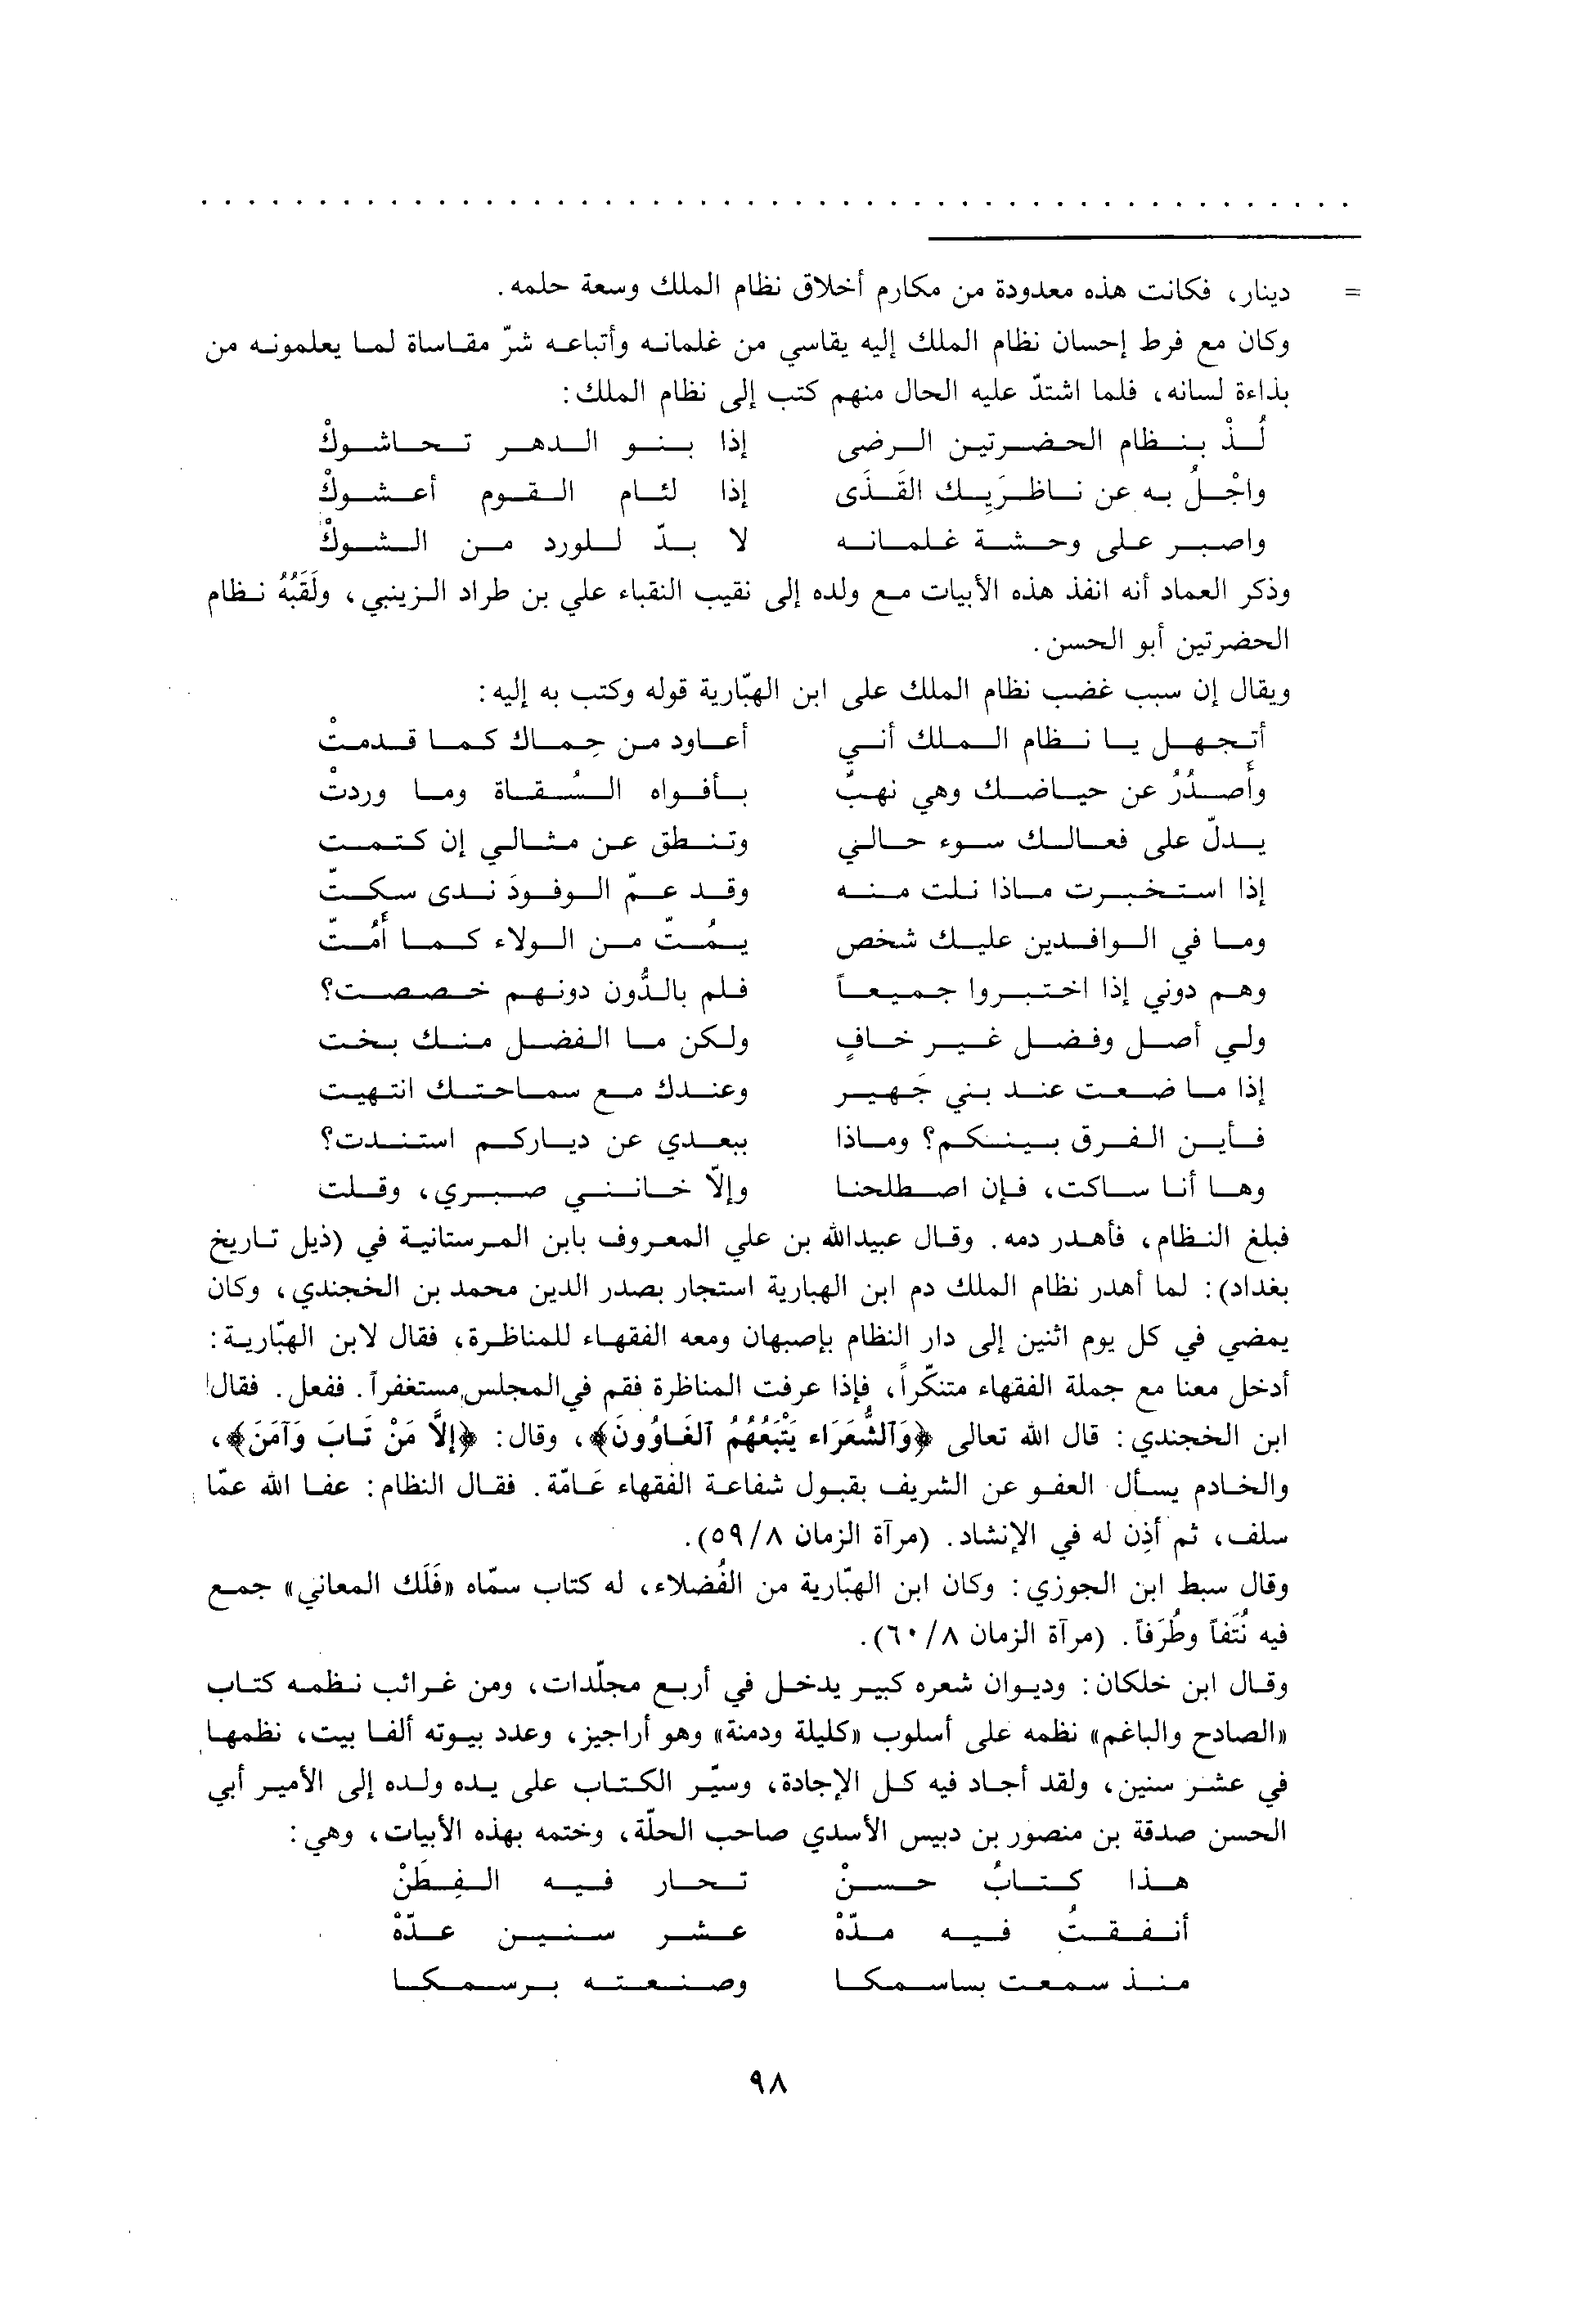 . . . . . . . . . . . . . . . . . . . . . . . . . . . . . . . . . . . . . . . . . . . . . . . . .
= دينار، فكانت هذه معدودة من مكارم أخلاق نظام الملك وسعة حلمه.
وكان مع فرط إحسان نظام الملك إليه يقاسي من غلمانه وأتباعه شرّ مقاساة لما يعلمونه من
بذاءة لسانه، فلما اشتدّ عليه الحال منهم كتب إلى نظام الملك:
لُذْ بنظام الحضرتين الرضى إذا بنو الدهر تحاشوكْ
واجْلُ به عن ناظرَيِك القَذَى إذا لئام القوم أعشوكْ
واصبر على وحشة غلمانه لا بدّ للورد من الشوكْ
وذكر العماد أنه انفذ هذه الأبيات مع ولده إلى نقيب النقباء علي بن طراد الزينبي، ولَقَبُهُ نظام
الحضرتين أبو الحسن.
ويقال إن سبب غضب نظام الملك على ابن الهبّارية قوله وكتب به إليه:
أتجهل يا نظام الملك أني أعاود من حِماك كما قدمتْ
وأَصدُرُ عن حياضك وهي نهبٌ بأفواه السُقاة وما وردتْ
يدلّ على فعالك سوء حالي وتنطق عن مثالي إن كتمت
إذا استخبرت ماذا نلت منه وقد عمّ الوفودَ ندى سكتّ
وما في الوافدين عليك شخص يمُتّ من الولاء كما أَمُتّ
وهم دوني إذا اختبروا جميعاً فلم بالدُّون دونهم خصصت؟
ولي أصل وفضل غير خافٍ ولكن ما الفضل منك بخت
إذا ما ضعت عند بني جَهير وعندك مع سماحتك انتهيت
فأين الفرق بينكم؟ وماذا ببعدي عن دياركم استندت؟
وها أنا ساكت، فإن اصطلحنا وإلّا خانني صبري، وقلت
فبلغ النظام، فأهدر دمه. وقال عبيدالله بن علي المعروف بابن المرستانية في (ذيل تاريخ
بغداد): لما أهدر نظام الملك دم ابن الهبارية استجار بصدر الدين محمد بن الخجندي، وكان
يمضي في كل يوم اثنين إلى دار النظام بإصبهان ومعه الفقهاء للمناظرة، فقال لابن الهبّارية:
أدخل معنا مع جملة الفقهاء متنكّراً، فإذا عرفت المناظرة فقم في المجلس مستغفراً. ففعل. فقال
ابن الخجندي: قال الله تعالى ﴿وَٱلشُّعَرَاء يَتْبَعُهُمُ ٱلغَاوُونَ﴾، وقال: ﴿إلاَّ مَنْ تَابَ وَآمَنَ﴾،
والخادم يسأل العفو عن الشريف بقبول شفاعة الفقهاء عَامّة. فقال النظام: عفا الله عمّا
سلف، ثم أذِن له في الإنشاد. (مرآة الزمان ٨/٥٩).
وقال سبط ابن الجوزي: وكان ابن الهبّارية من الفُضلاء، له كتاب سمّاه «فَلَك المعاني» جمع
فيه نُتَفاً وطُرَفاً. (مرآة الزمان ٨/٦٠).
وقال ابن خلكان: وديوان شعره كبير يدخل في أربع مجلّدات، ومن غرائب نظمه كتاب
«الصادح والباغم» نظمه على أسلوب «كليلة ودمنة» وهو أراجيز، وعدد بيوته ألفا بيت، نظمها
في عشر سنين، ولقد أجاد فيه كل الإجادة، وسيّر الكتاب على يده ولده إلى الأمير أبي
الحسن صدقة بن منصور بن دبيس الأسدي صاحب الحلّة، وختمه بهذه الأبيات، وهي:
هذا كتابٌ حسنْ تحار فيه الفِطَنْ
أنفقتُ فيه مدّهْ عشر سنين عدّهْ
منذ سمعت بساسمكا وصنعته برسمكا
٩٨